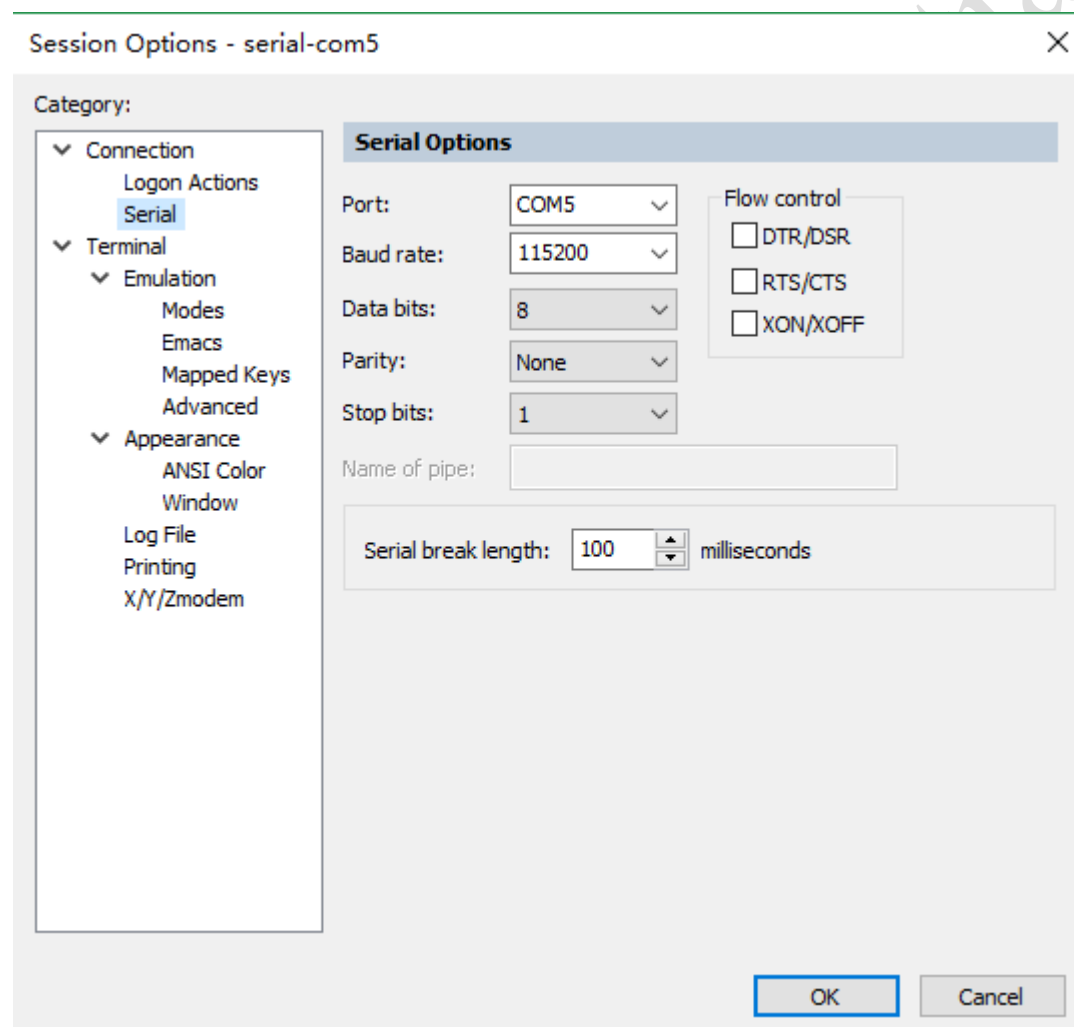 Session Options - serial-com5
Category:
Connection
Logon Actions
Serial
Terminal
Emulation
Modes
Emacs
Mapped Keys
Advanced
Appearance
ANSI Color
Window
Log File
Printing
X/Y/Zmodem
Serial Options
Port: COM5
Baud rate: 115200
Data bits: 8
Parity: None
Stop bits: 1
Name of pipe:
Flow control
DTR/DSR
RTS/CTS
XON/XOFF
Serial break length: 100 milliseconds
OK Cancel